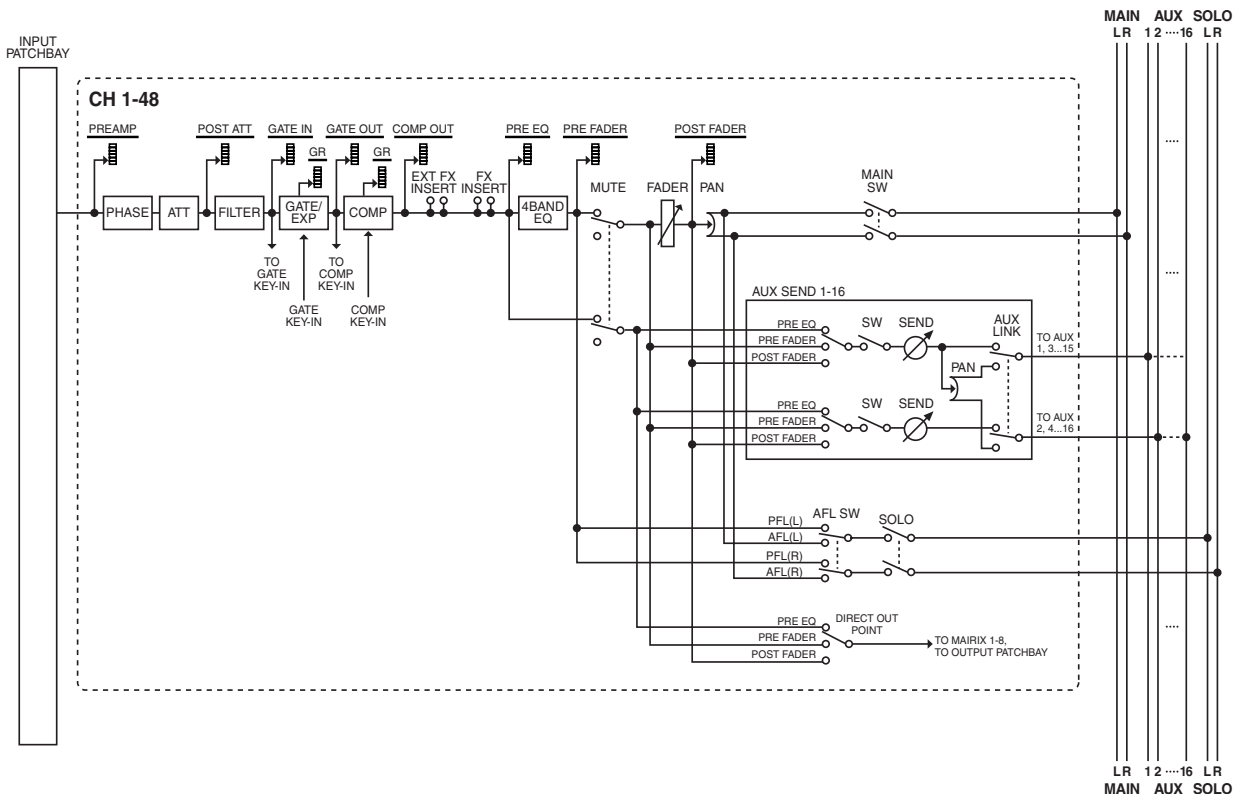 MAIN AUX SOLO
L R 1 2 ····16 L R
INPUT
PATCHBAY
CH 1-48
PREAMP
POST ATT
GATE IN
GATE OUT
COMP OUT
PRE EQ
PRE FADER
POST FADER
GR
GR
EXT FX
INSERT
FX
INSERT
MUTE
FADER
PAN
MAIN
SW
PHASE
ATT
FILTER
GATE/
EXP
COMP
4BAND
EQ
TO
GATE
KEY-IN
TO
COMP
KEY-IN
GATE
KEY-IN
COMP
KEY-IN
AUX SEND 1-16
PRE EQ
PRE FADER
POST FADER
SW
SEND
AUX
LINK
TO AUX
1, 3...15
PAN
PRE EQ
PRE FADER
POST FADER
SW
SEND
TO AUX
2, 4...16
PFL(L)
AFL(L)
PFL(R)
AFL(R)
AFL SW
SOLO
PRE EQ
PRE FADER
POST FADER
DIRECT OUT
POINT
TO MAIRIX 1-8,
TO OUTPUT PATCHBAY
L R 1 2 ····16 L R
MAIN AUX SOLO